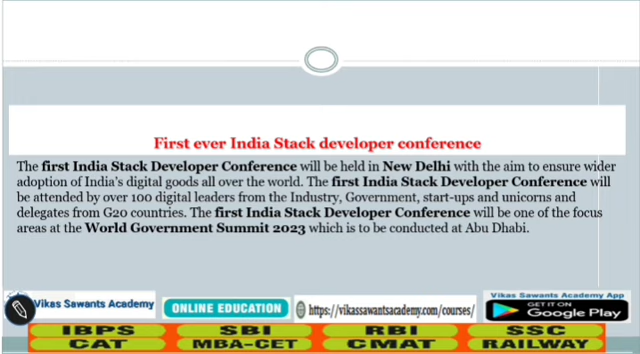 First ever India Stack developer conference
The first India Stack Developer Conference will be held in New Delhi with the aim to ensure wider
adoption of India's digital goods all over the world. The first India Stack Developer Conference will
be attended by over 100 digital leaders from the Industry, Government, start-ups and unicorns and
delegates from G20 countries. The first India Stack Developer Conference will be one of the focus
areas at the World Government Summit 2023 which is to be conducted at Abu Dhabi.
Vikas Sawants Academy
ONLINE EDUCATION
https://vikassawantsacademy.com/courses/
Vikas Sawants Academy App
GET IT ON
Google Play
IBPS SBI RBI SSC
CAT MBA-CET CMAT RAILWAY